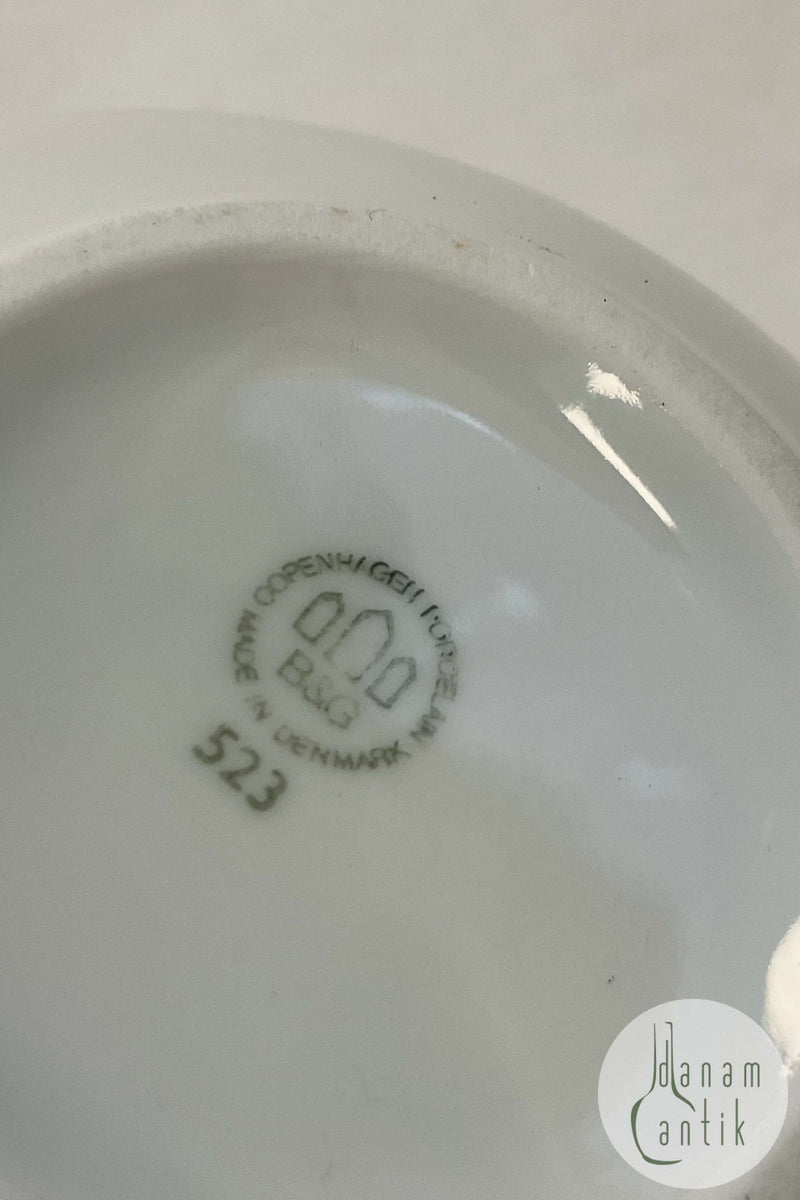 COPENHAGEN PORCELAIN
MADE IN DENMARK
B&G
523
danam
antik